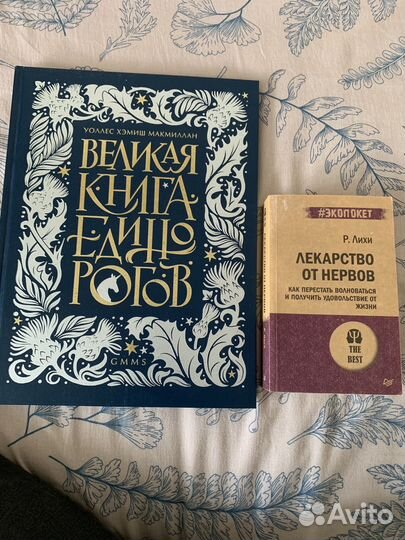 УОЛЛЕС ХЭМИШ МАКМИЛЛАН
ВЕЛИКАЯ
КНИГА
ЕДИНО
РОГОВ
GMMS
#ЭКОПОКЕТ
Р. Лихи
ЛЕКАРСТВО
ОТ НЕРВОВ
КАК ПЕРЕСТАТЬ ВОЛНОВАТЬСЯ
И ПОЛУЧИТЬ УДОВОЛЬСТВИЕ ОТ
ЖИЗНИ
THE
BEST
Avito